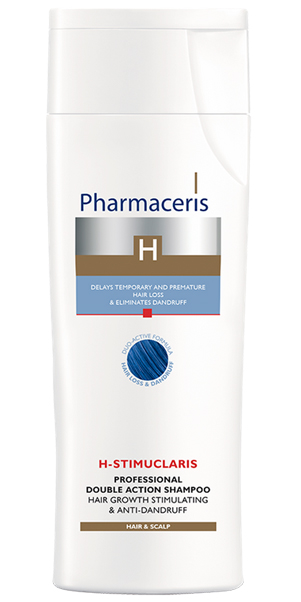 Pharmaceris
H
DELAYS TEMPORARY AND PREMATURE
HAIR LOSS
& ELIMINATES DANDRUFF
DUO-ACTIVE FORMULA
HAIR LOSS & DANDRUFF
H-STIMUCLARIS
PROFESSIONAL
DOUBLE ACTION SHAMPOO
HAIR GROWTH STIMULATING
& ANTI-DANDRUFF
HAIR & SCALP